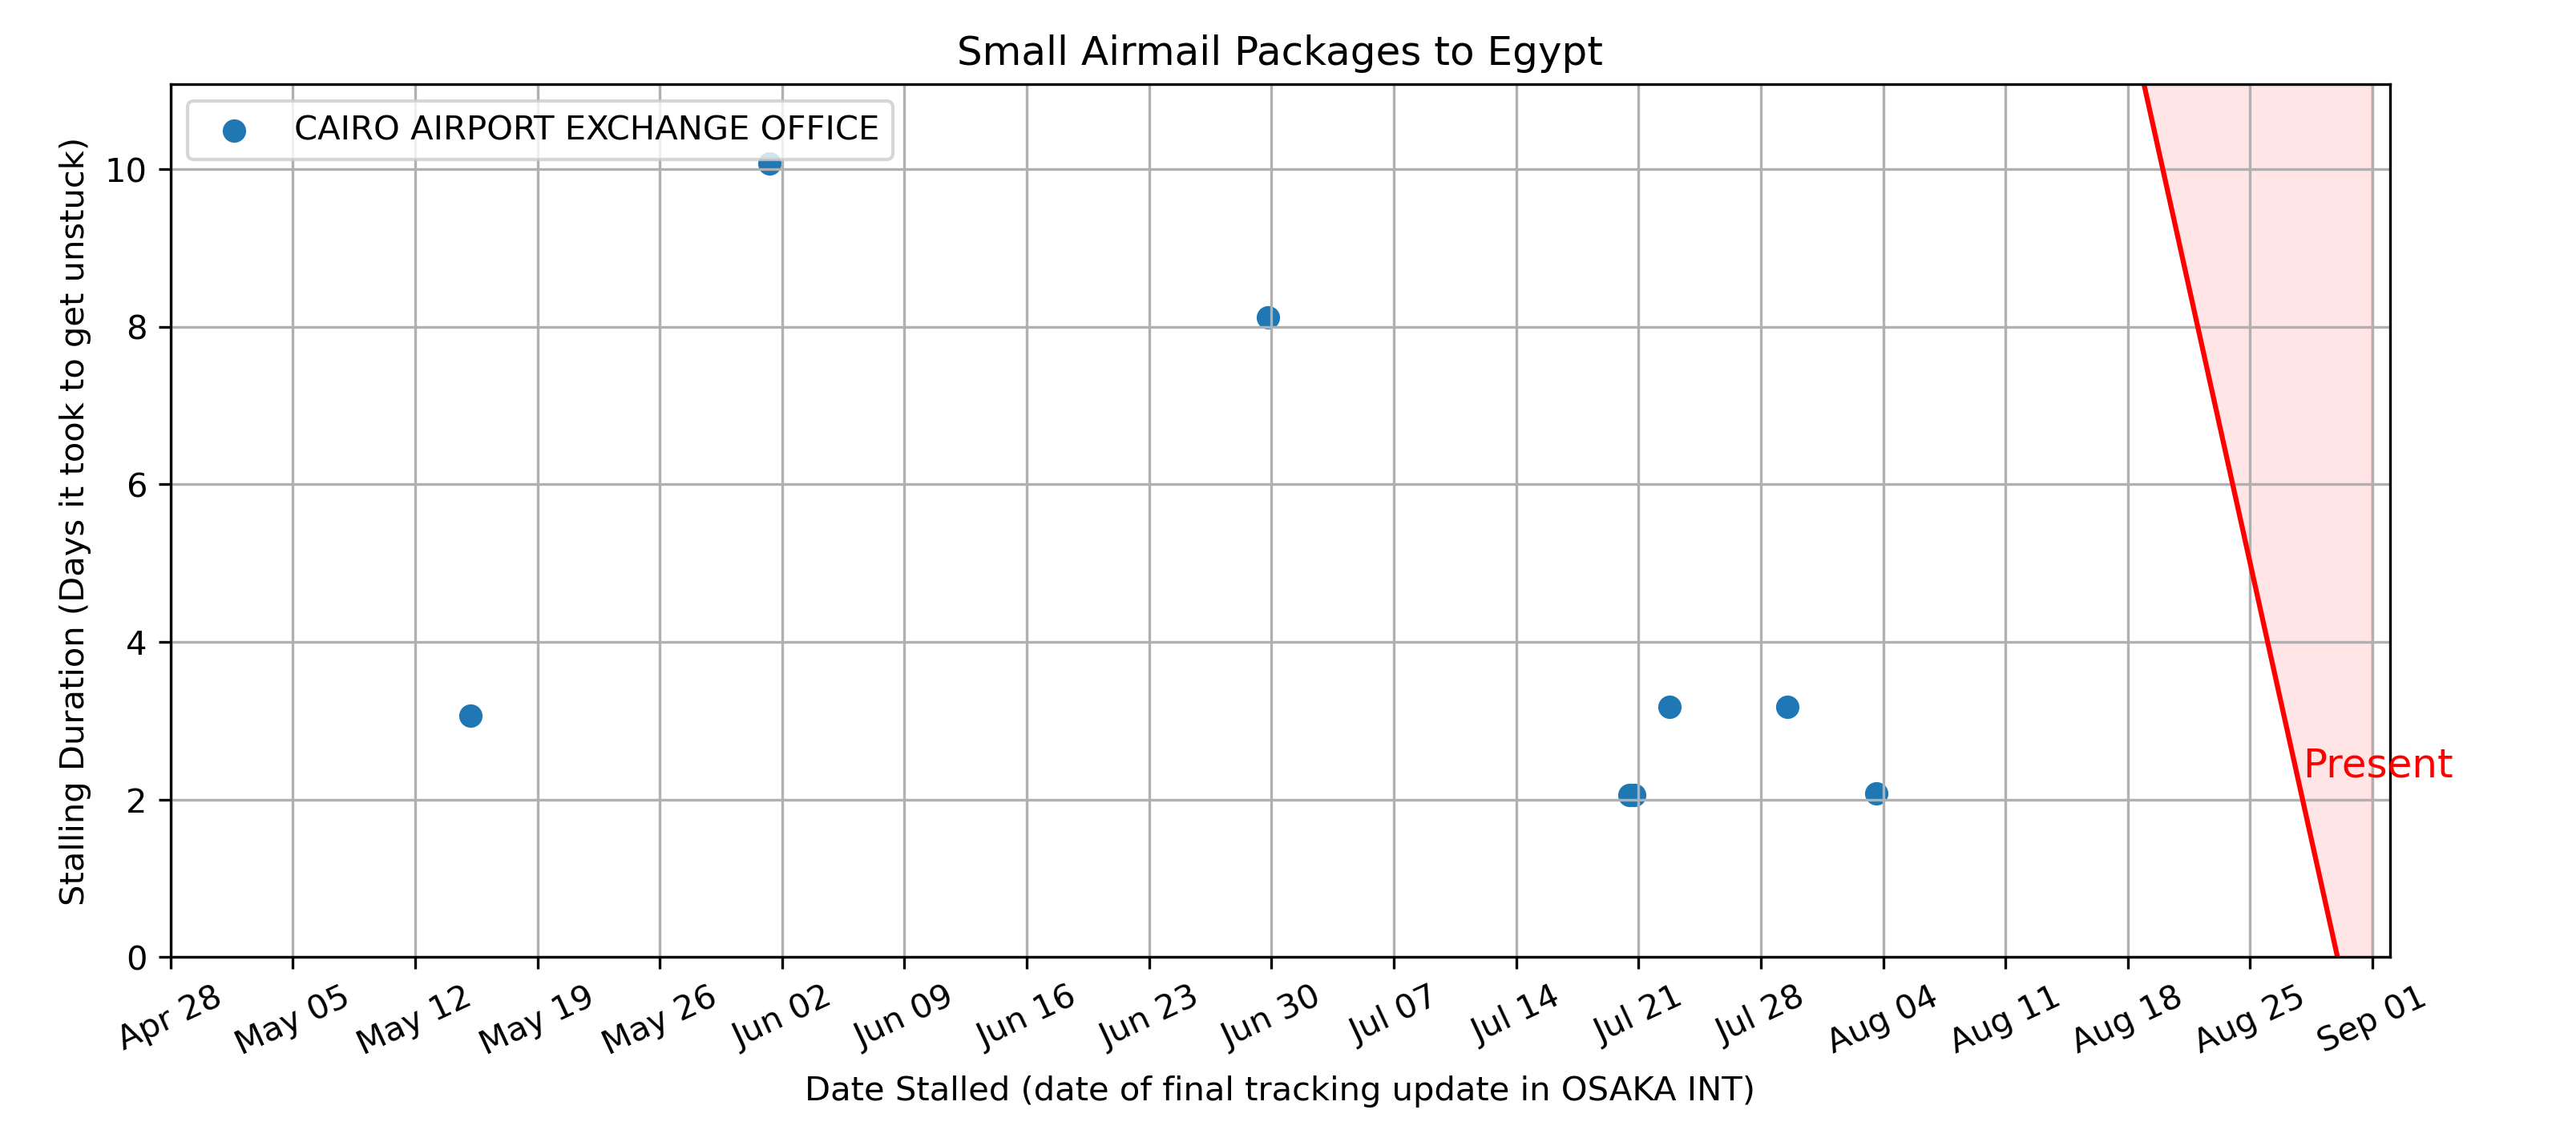 Small Airmail Packages to Egypt
CAIRO AIRPORT EXCHANGE OFFICE
Stalling Duration (Days it took to get unstuck)
10
8
6
4
2
0
Present
Apr 28
May 05
May 12
May 19
May 26
Jun 02
Jun 09
Jun 16
Jun 23
Jun 30
Jul 07
Jul 14
Jul 21
Jul 28
Aug 04
Aug 11
Aug 18
Aug 25
Sep 01
Date Stalled (date of final tracking update in OSAKA INT)